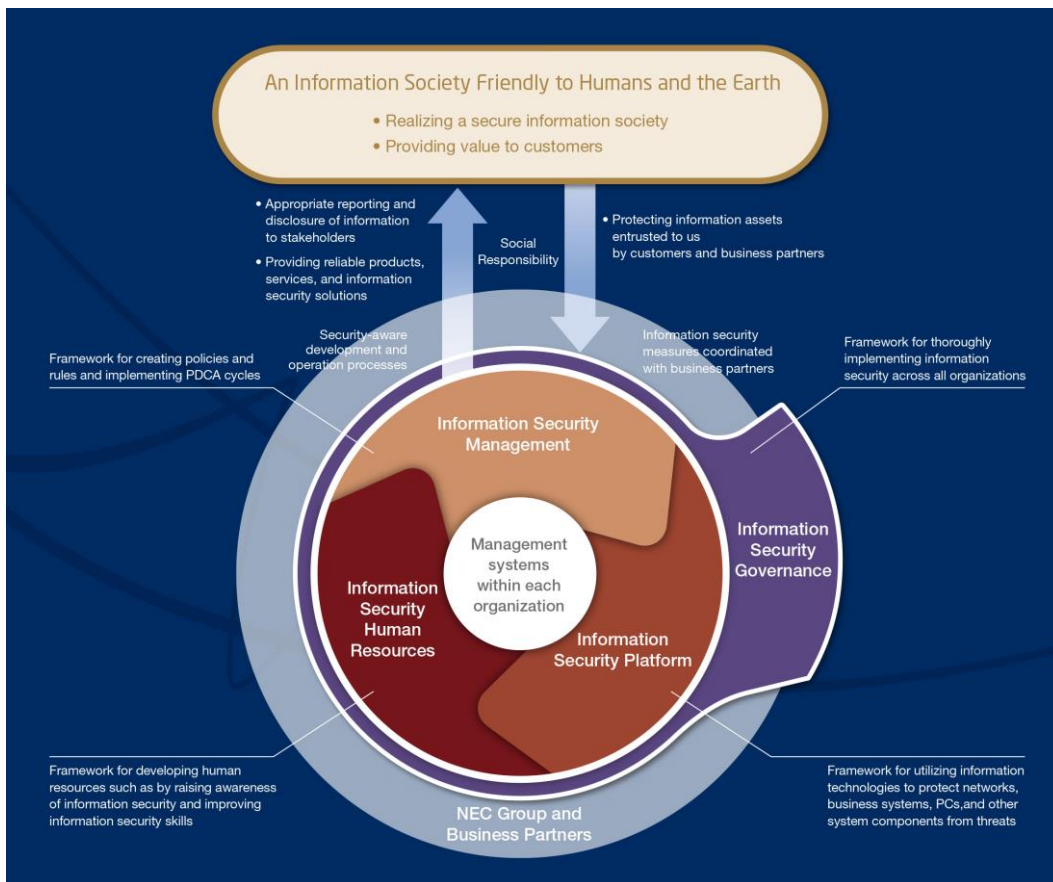 An Information Society Friendly to Humans and the Earth
• Realizing a secure information society
• Providing value to customers
• Appropriate reporting and
disclosure of information
to stakeholders
• Providing reliable products,
services, and information
security solutions
Social
Responsibility
• Protecting information assets
entrusted to us
by customers and business partners
Security-aware
development and
operation processes
Information security
measures coordinated
with business partners
Framework for creating policies and
rules and implementing PDCA cycles
Framework for thoroughly
implementing information
security across all organizations
Information Security
Management
Management
systems
within each
organization
Information
Security
Governance
Information
Security
Human
Resources
Information
Security Platform
Framework for developing human
resources such as by raising awareness
of information security and improving
information security skills
NEC Group and
Business Partners
Framework for utilizing information
technologies to protect networks,
business systems, PCs,and other
system components from threats